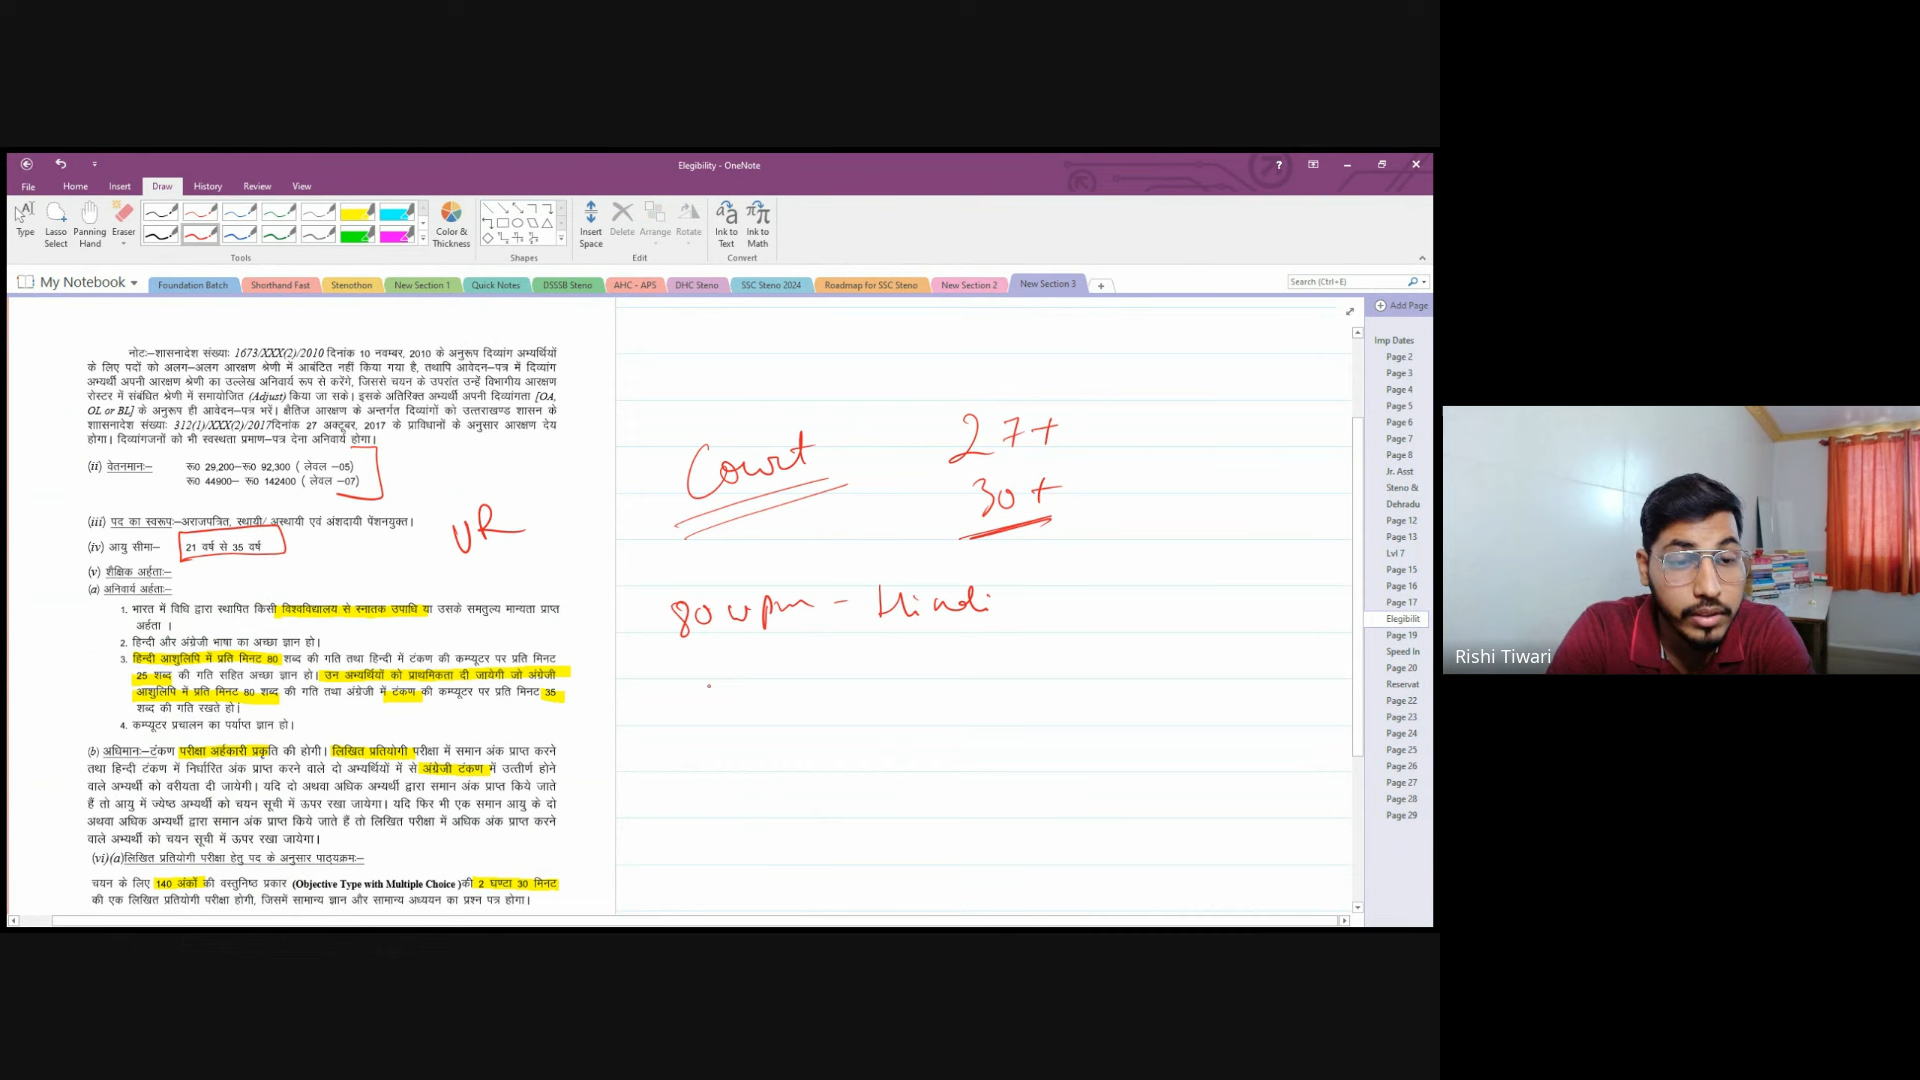 Elegibility - OneNote
File Home Insert Draw History Review View
Type
Lasso Select
Panning Hand
Eraser
Color & Thickness
Insert Space
Delete
Arrange
Rotate
Ink to Text
Ink to Math
Tools
Shapes
Edit
Convert
My Notebook
Foundation Batch
Shorthand Fast
Stenothon
New Section 1
Quick Notes
DSSSB Steno
AHC - APS
DHC Steno
SSC Steno 2024
Roadmap for SSC Steno
New Section 2
New Section 3
Search (Ctrl+E)
Add Page
नोटः–शासनादेश संख्याः 1673/XXX(2)/2010 दिनांक 10 नवम्बर, 2010 के अनुरूप दिव्यांग अभ्यर्थियों
के लिए पदों को अलग–अलग आरक्षण श्रेणी में आबंटित नहीं किया गया है, तथापि आवेदन–पत्र में दिव्यांग
अभ्यर्थी अपनी आरक्षण श्रेणी का उल्लेख अनिवार्य रूप से करेंगे, जिससे चयन के उपरांत उन्हें विभागीय आरक्षण
रोस्टर में संबंधित श्रेणी में समायोजित (Adjust) किया जा सके। इसके अतिरिक्त अभ्यर्थी अपनी दिव्यांगता [OA,
OL or BL] के अनुरूप ही आवेदन–पत्र भरें। क्षैतिज आरक्षण के अन्तर्गत दिव्यांगों को उत्तराखण्ड शासन के
शाासनादेश संख्याः 312(1)/XXX(2)/2017दिनांक 27 अक्टूबर, 2017 के प्राविधानों के अनुसार आरक्षण देय
होगा। दिव्यांगजनों को भी स्वस्थता प्रमाण–पत्र देना अनिवार्य होगा।
(ii) वेतनमानः– रू0 29,200–रू0 92,300 ( लेवल –05)
रू0 44900– रू0 142400 ( लेवल –07)
(iii) पद का स्वरूपः–अराजपत्रित, स्थायी/ अस्थायी एवं अंशदायी पेंशनयुक्त।
UR
(iv) आयु सीमा– 21 वर्ष से 35 वर्ष
(v) शैक्षिक अर्हताः–
(a) अनिवार्य अर्हताः–
1. भारत में विधि द्वारा स्थापित किसी विश्वविद्यालय से स्नातक उपाधि या उसके समतुल्य मान्यता प्राप्त
अर्हता ।
2. हिन्दी और अंग्रेजी भाषा का अच्छा ज्ञान हो।
3. हिन्दी आशुलिपि में प्रति मिनट 80 शब्द की गति तथा हिन्दी में टंकण की कम्प्यूटर पर प्रति मिनट
25 शब्द की गति सहित अच्छा ज्ञान हो। उन अभ्यर्थियों को प्राथमिकता दी जायेगी जो अंग्रेजी
आशुलिपि में प्रति मिनट 80 शब्द की गति तथा अंग्रेजी में टंकण की कम्प्यूटर पर प्रति मिनट 35
शब्द की गति रखते हो।
4. कम्प्यूटर प्रचालन का पर्याप्त ज्ञान हो।
(b) अधिमानः–टंकण परीक्षा अर्हकारी प्रकृति की होगी। लिखित प्रतियोगी परीक्षा में समान अंक प्राप्त करने
तथा हिन्दी टंकण में निर्धारित अंक प्राप्त करने वाले दो अभ्यर्थियों में से अंग्रेजी टंकण में उत्तीर्ण होने
वाले अभ्यर्थी को वरीयता दी जायेगी। यदि दो अथवा अधिक अभ्यर्थी द्वारा समान अंक प्राप्त किये जाते
हैं तो आयु में ज्येष्ठ अभ्यर्थी को चयन सूची में ऊपर रखा जायेगा। यदि फिर भी एक समान आयु के दो
अथवा अधिक अभ्यर्थी द्वारा समान अंक प्राप्त किये जाते हैं तो लिखित परीक्षा में अधिक अंक प्राप्त करने
वाले अभ्यर्थी को चयन सूची में ऊपर रखा जायेगा।
(vi)(a)लिखित प्रतियोगी परीक्षा हेतु पद के अनुसार पाठ्यक्रमः–
चयन के लिए 140 अंकों की वस्तुनिष्ठ प्रकार (Objective Type with Multiple Choice )की 2 घण्टा 30 मिनट
की एक लिखित प्रतियोगी परीक्षा होगी, जिसमें सामान्य ज्ञान और सामान्य अध्ययन का प्रश्न पत्र होगा।
Court
27+
30+
80 wpm - Hindi
Imp Dates
Page 2
Page 3
Page 4
Page 5
Page 6
Page 7
Page 8
Jr. Asst
Steno &
Dehradu
Page 12
Page 13
Lvl 7
Page 15
Page 16
Page 17
Elegibilit
Page 19
Speed In
Page 20
Reservat
Page 22
Page 23
Page 24
Page 25
Page 26
Page 27
Page 28
Page 29
Rishi Tiwari